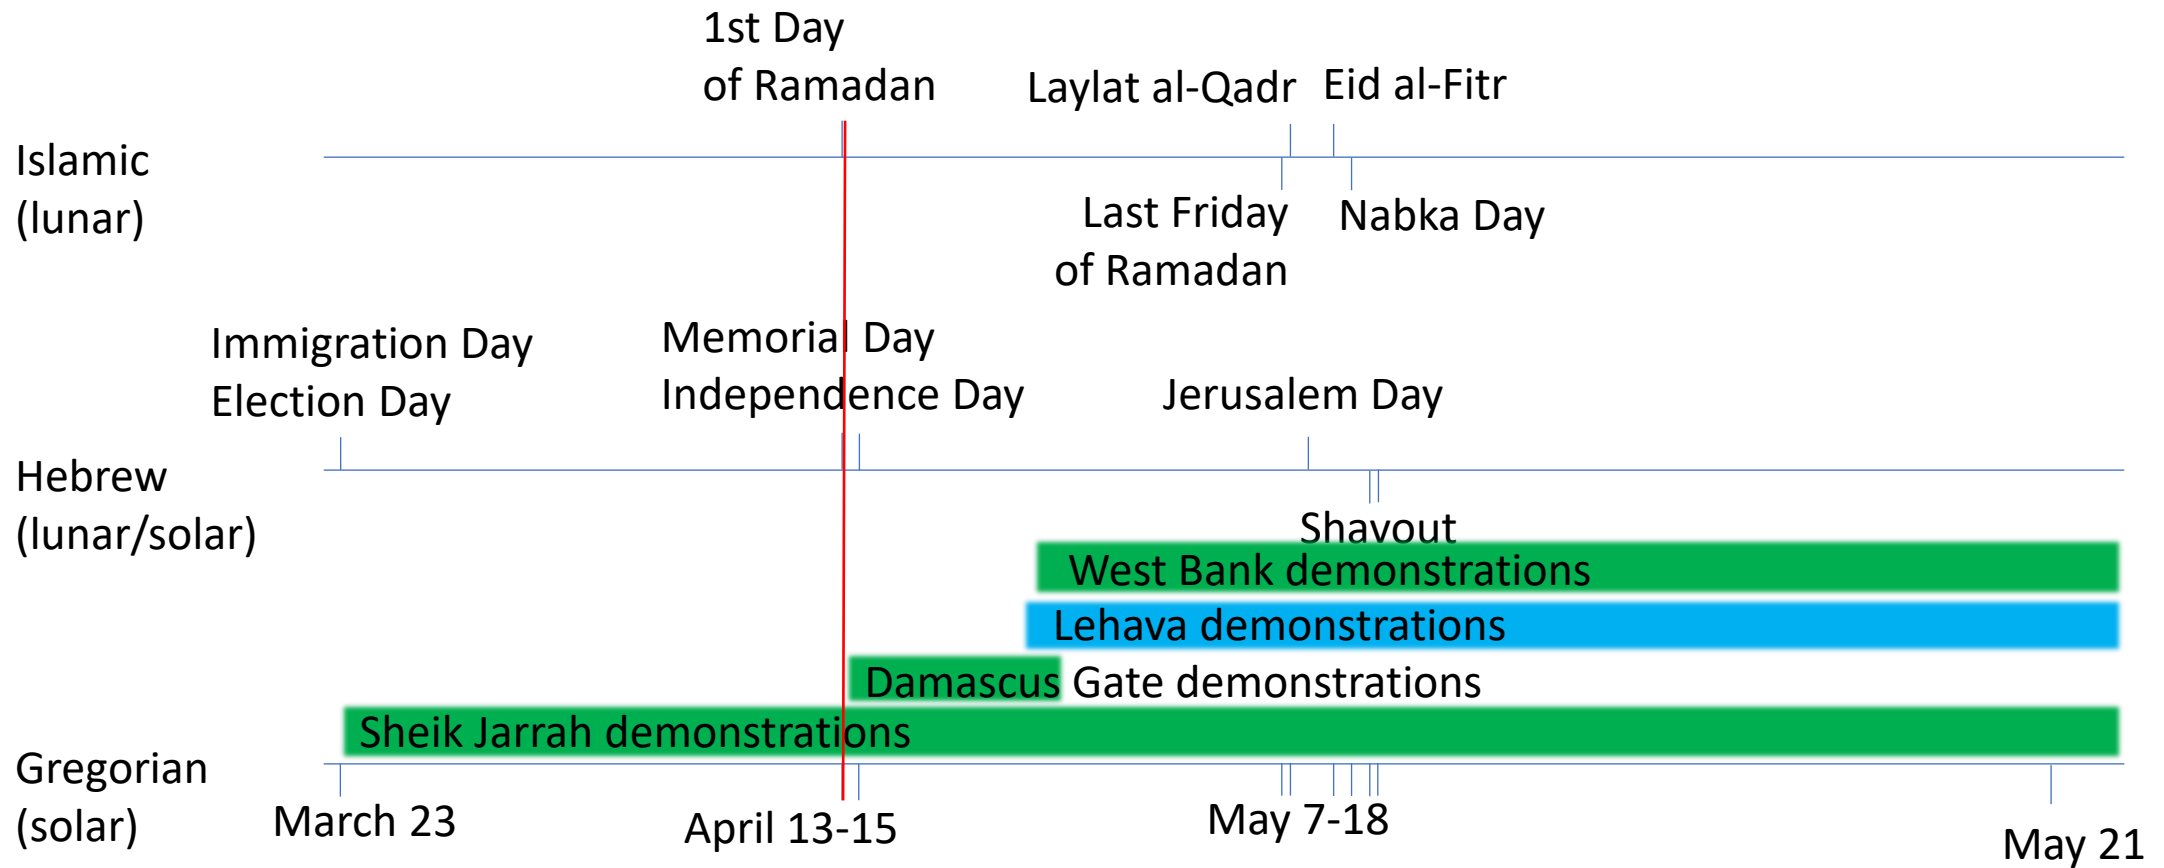 1st Day
of Ramadan
Laylat al-Qadr
Eid al-Fitr
Islamic
(lunar)
Last Friday
of Ramadan
Nabka Day
Immigration Day
Election Day
Memorial Day
Independence Day
Jerusalem Day
Hebrew
(lunar/solar)
Shavout
West Bank demonstrations
Lehava demonstrations
Damascus Gate demonstrations
Sheik Jarrah demonstrations
Gregorian
(solar)
March 23
April 13-15
May 7-18
May 21